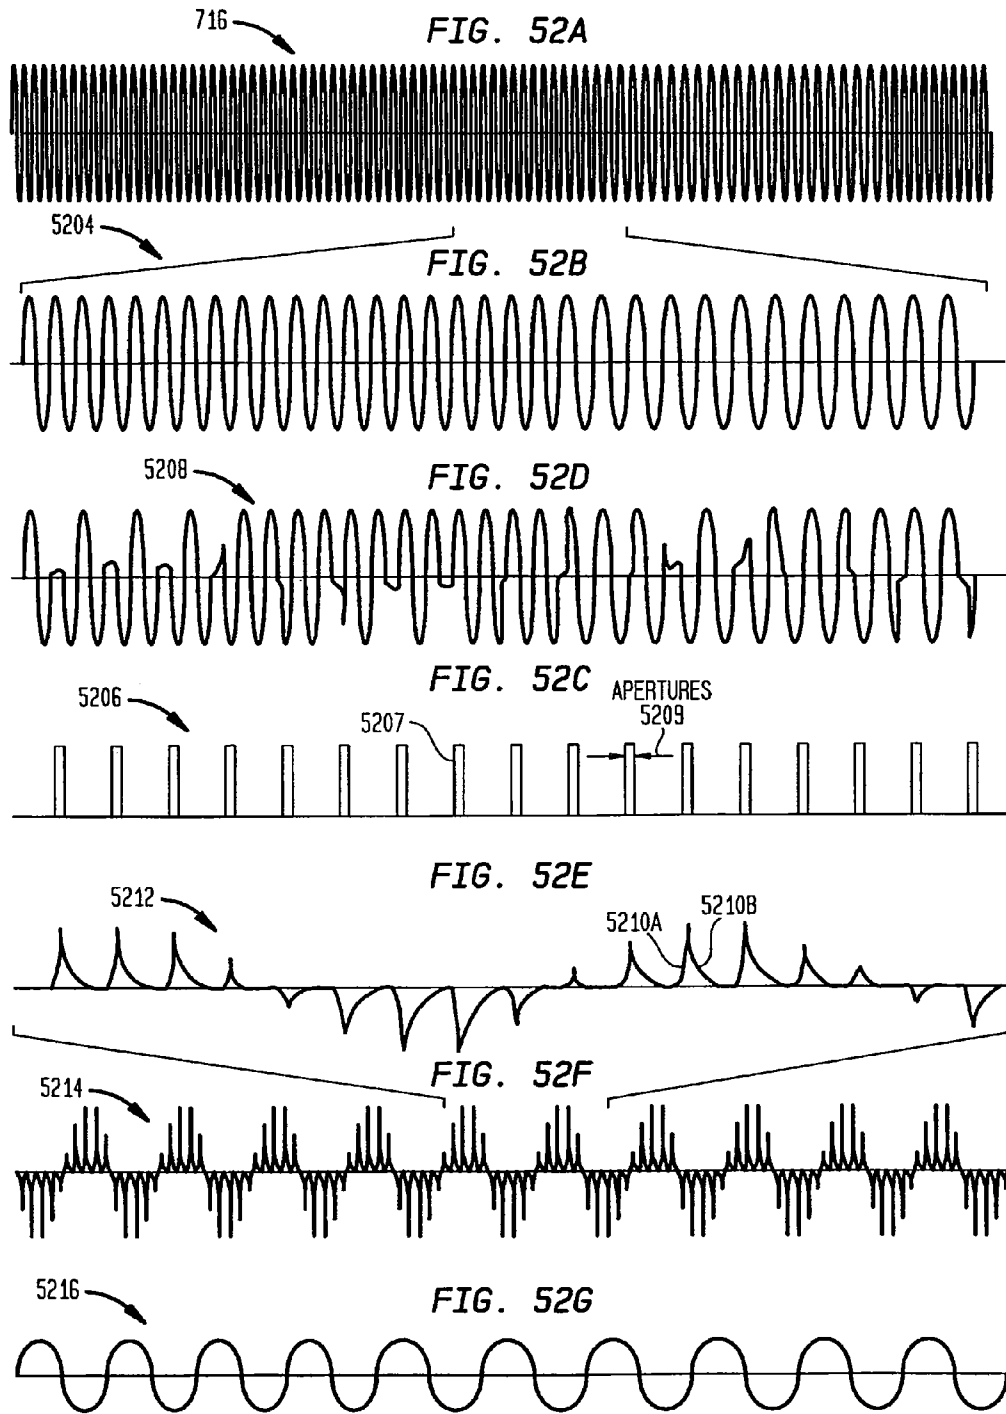 716
FIG. 52A
5204
FIG. 52B
5208
FIG. 52D
FIG. 52C
5206
5207
APERTURES
5209
FIG. 52E
5212
5210A
5210B
FIG. 52F
5214
5216
FIG. 52G